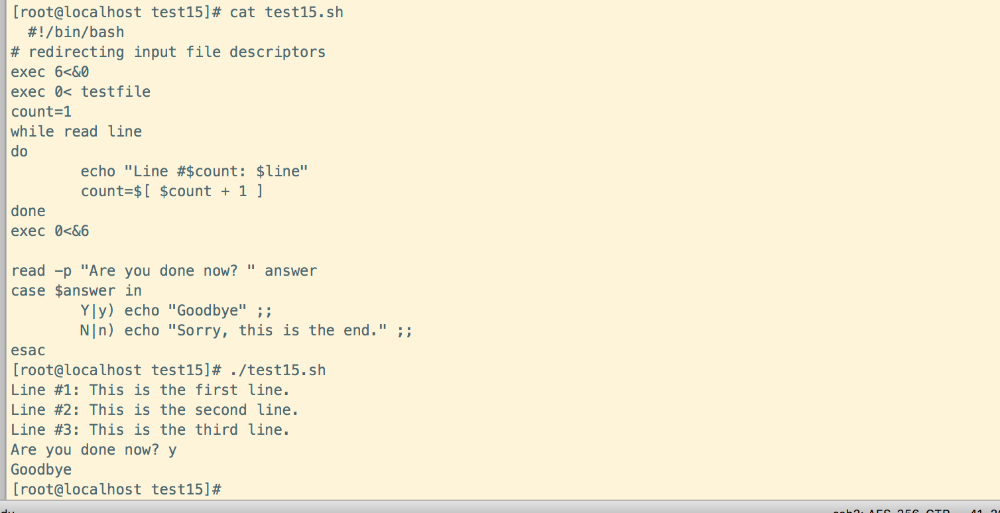 [root@localhost test15]# cat test15.sh
  #!/bin/bash
# redirecting input file descriptors
exec 6<&0
exec 0< testfile
count=1
while read line
do
        echo "Line #$count: $line"
        count=$[ $count + 1 ]
done
exec 0<&6

read -p "Are you done now? " answer
case $answer in
        Y|y) echo "Goodbye" ;;
        N|n) echo "Sorry, this is the end." ;;
esac
[root@localhost test15]# ./test15.sh
Line #1: This is the first line.
Line #2: This is the second line.
Line #3: This is the third line.
Are you done now? y
Goodbye
[root@localhost test15]#